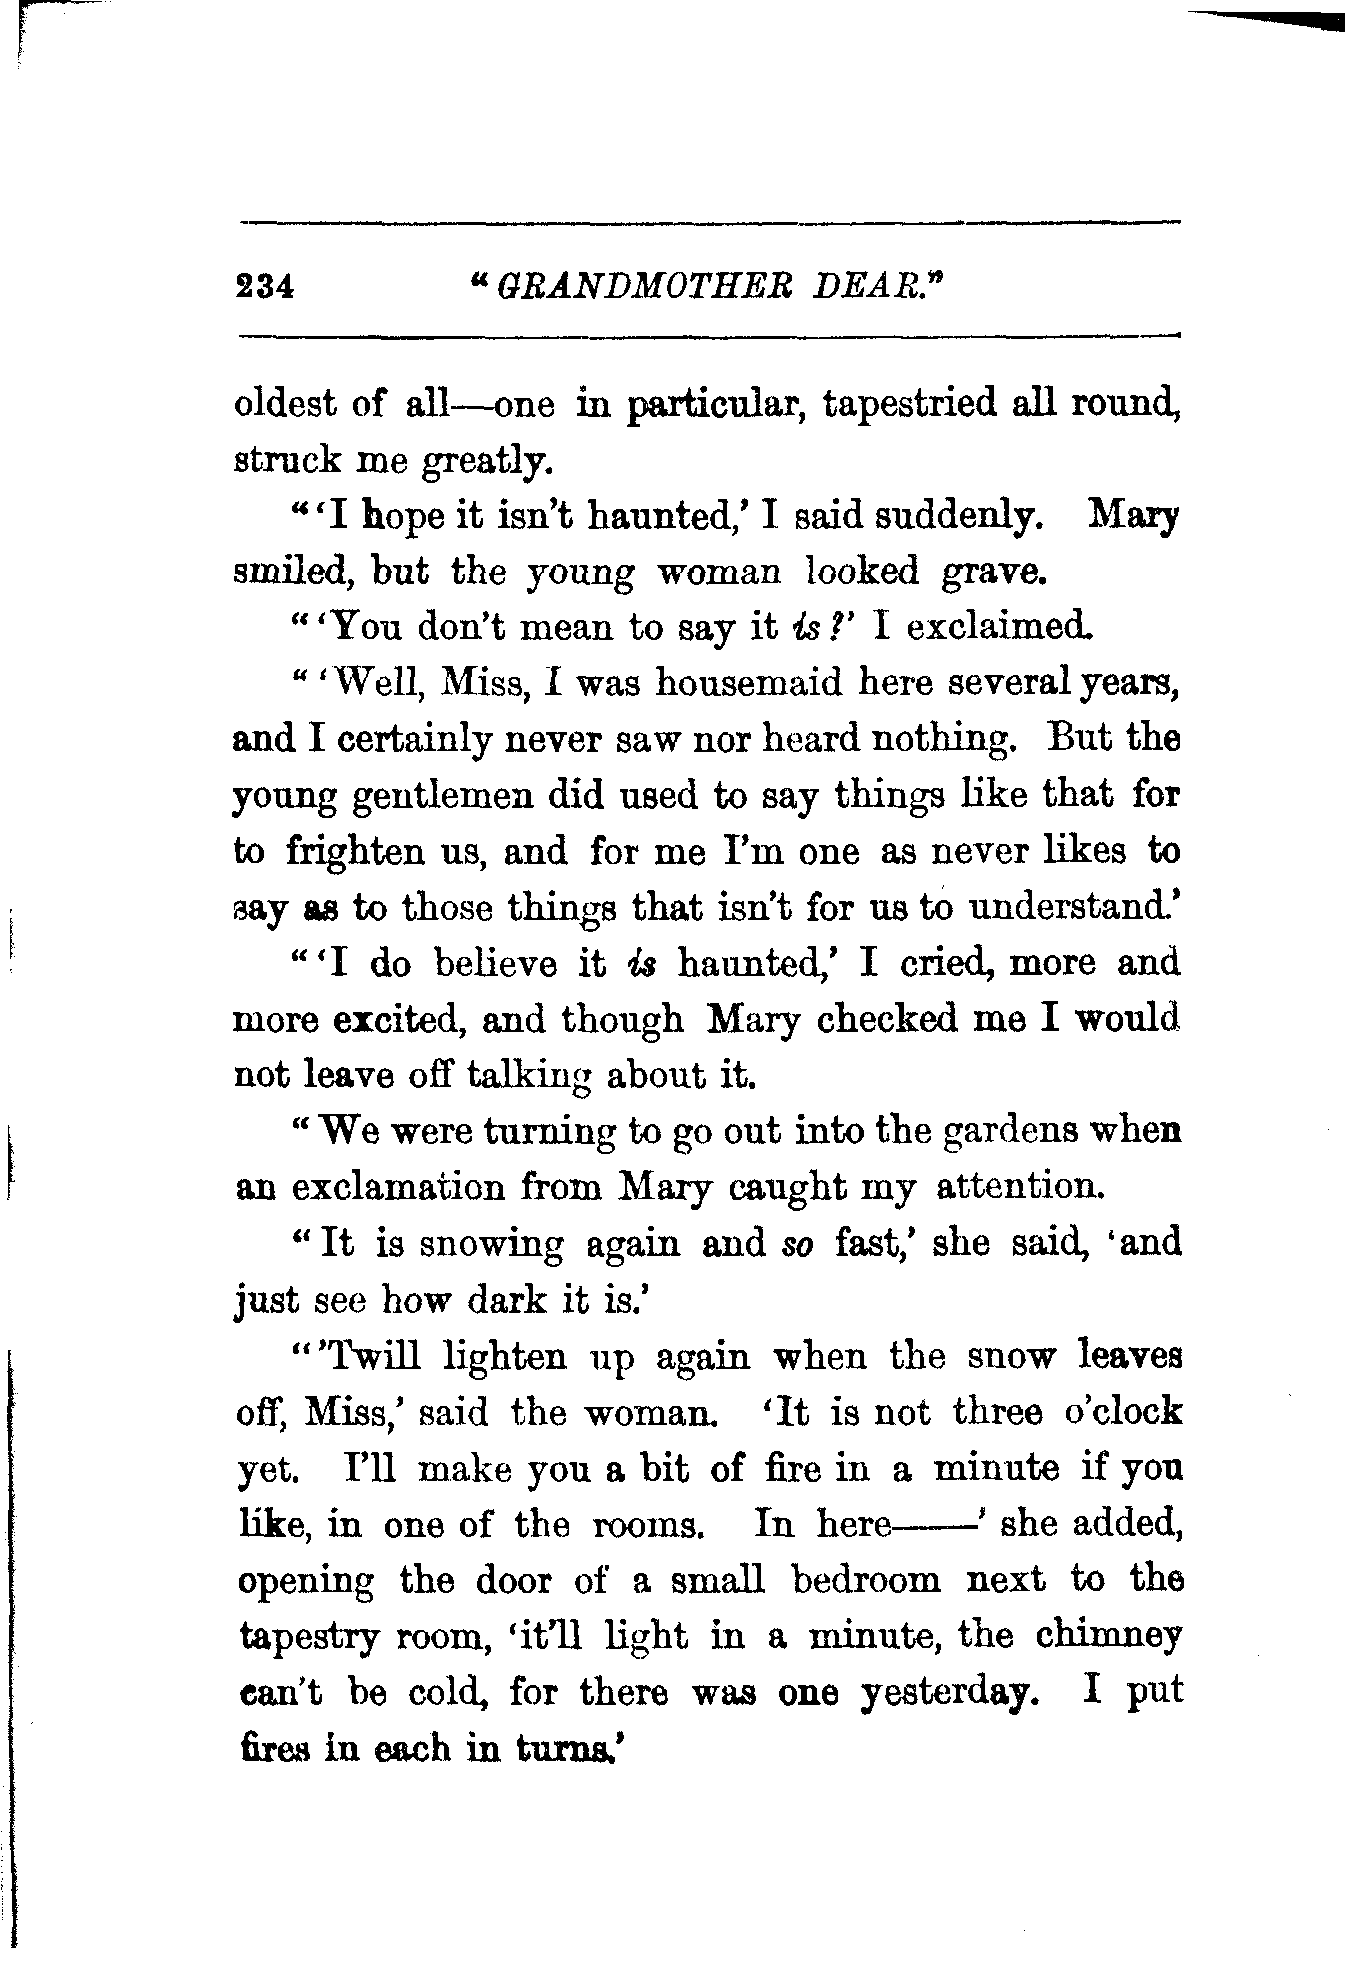 234 “GRANDMOTHER DEAR.”
oldest of all—one in particular, tapestried all round,
struck me greatly.
“‘I hope it isn’t haunted,’ I said suddenly. Mary
smiled, but the young woman looked grave.
“‘You don’t mean to say it is?’ I exclaimed.
“‘Well, Miss, I was housemaid here several years,
and I certainly never saw nor heard nothing. But the
young gentlemen did used to say things like that for
to frighten us, and for me I’m one as never likes to
say as to those things that isn’t for us to understand.’
“‘I do believe it is haunted,’ I cried, more and
more excited, and though Mary checked me I would
not leave off talking about it.
“We were turning to go out into the gardens when
an exclamation from Mary caught my attention.
“It is snowing again and so fast,’ she said, ‘and
just see how dark it is.’
“’Twill lighten up again when the snow leaves
off, Miss,’ said the woman. ‘It is not three o’clock
yet. I’ll make you a bit of fire in a minute if you
like, in one of the rooms. In here——’ she added,
opening the door of a small bedroom next to the
tapestry room, ‘it’ll light in a minute, the chimney
can’t be cold, for there was one yesterday. I put
fires in each in turns.’